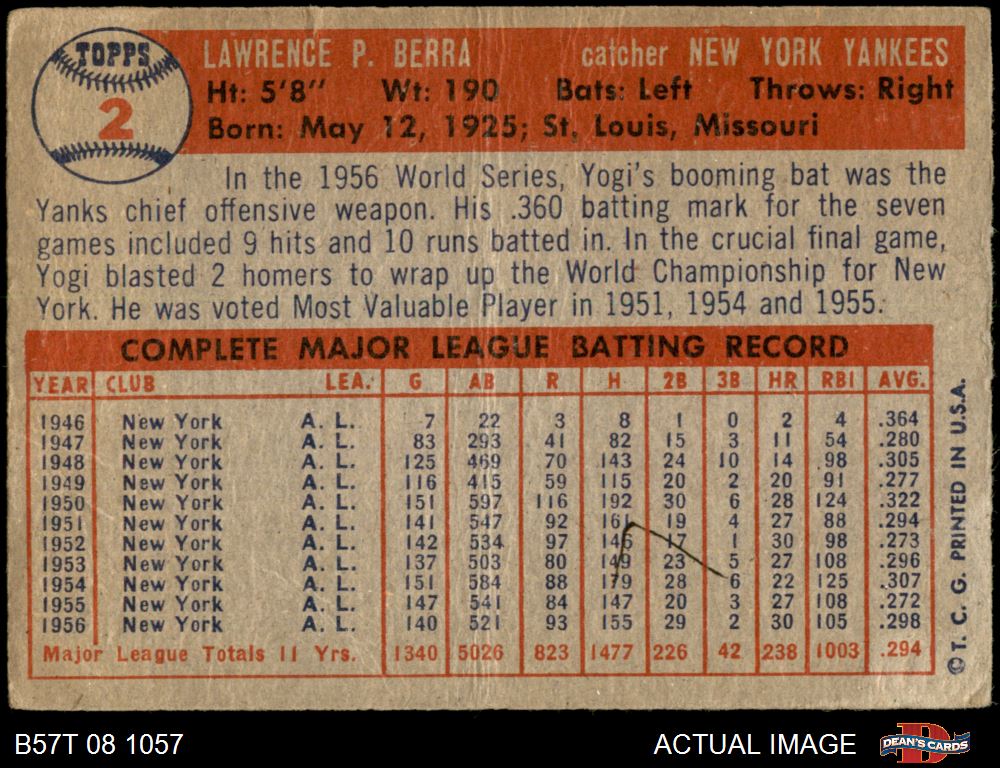 TOPPS
2
LAWRENCE P. BERRA catcher NEW YORK YANKEES
Ht: 5'8" Wt: 190 Bats: Left Throws: Right
Born: May 12, 1925; St. Louis, Missouri
In the 1956 World Series, Yogi's booming bat was the
Yanks chief offensive weapon. His .360 batting mark for the seven
games included 9 hits and 10 runs batted in. In the crucial final game,
Yogi blasted 2 homers to wrap up the World Championship for New
York. He was voted Most Valuable Player in 1951, 1954 and 1955.
COMPLETE MAJOR LEAGUE BATTING RECORD
YEAR CLUB LEA. G AB R H 2B 3B HR RBI AVG.
1946 New York A. L. 7 22 3 8 1 0 2 4 .364
1947 New York A. L. 83 293 41 82 15 3 11 54 .280
1948 New York A. L. 125 469 70 143 24 10 14 98 .305
1949 New York A. L. 116 415 59 115 20 2 20 91 .277
1950 New York A. L. 151 597 116 192 30 6 28 124 .322
1951 New York A. L. 141 547 92 161 19 4 27 88 .294
1952 New York A. L. 142 534 97 146 17 1 30 98 .273
1953 New York A. L. 137 503 80 149 23 5 27 108 .296
1954 New York A. L. 151 584 88 179 28 6 22 125 .307
1955 New York A. L. 147 541 84 147 20 3 27 108 .272
1956 New York A. L. 140 521 93 155 29 2 30 105 .298
Major League Totals 11 Yrs. 1340 5026 823 1477 226 42 238 1003 .294
©T. C. G. PRINTED IN U.S.A.
B57T 08 1057 ACTUAL IMAGE
DEAN'S CARDS